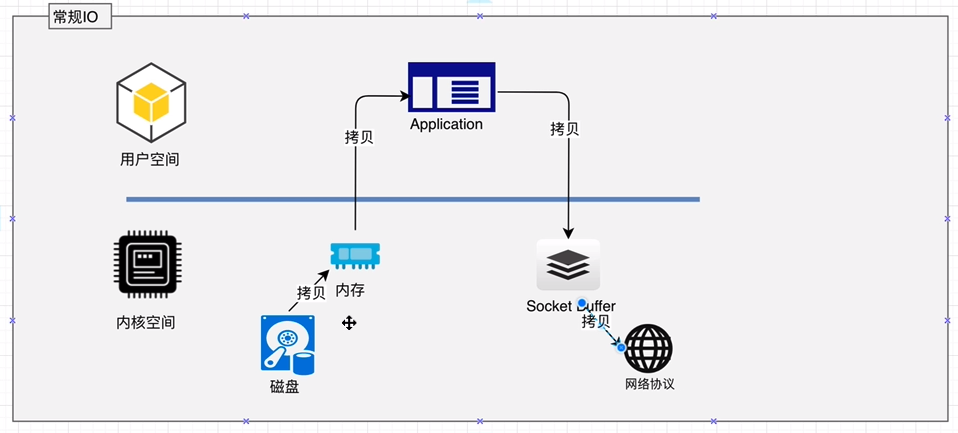 常规IO
Application
拷贝
拷贝
用户空间
内存
拷贝
Socket Buffer
拷贝
内核空间
磁盘
网络协议